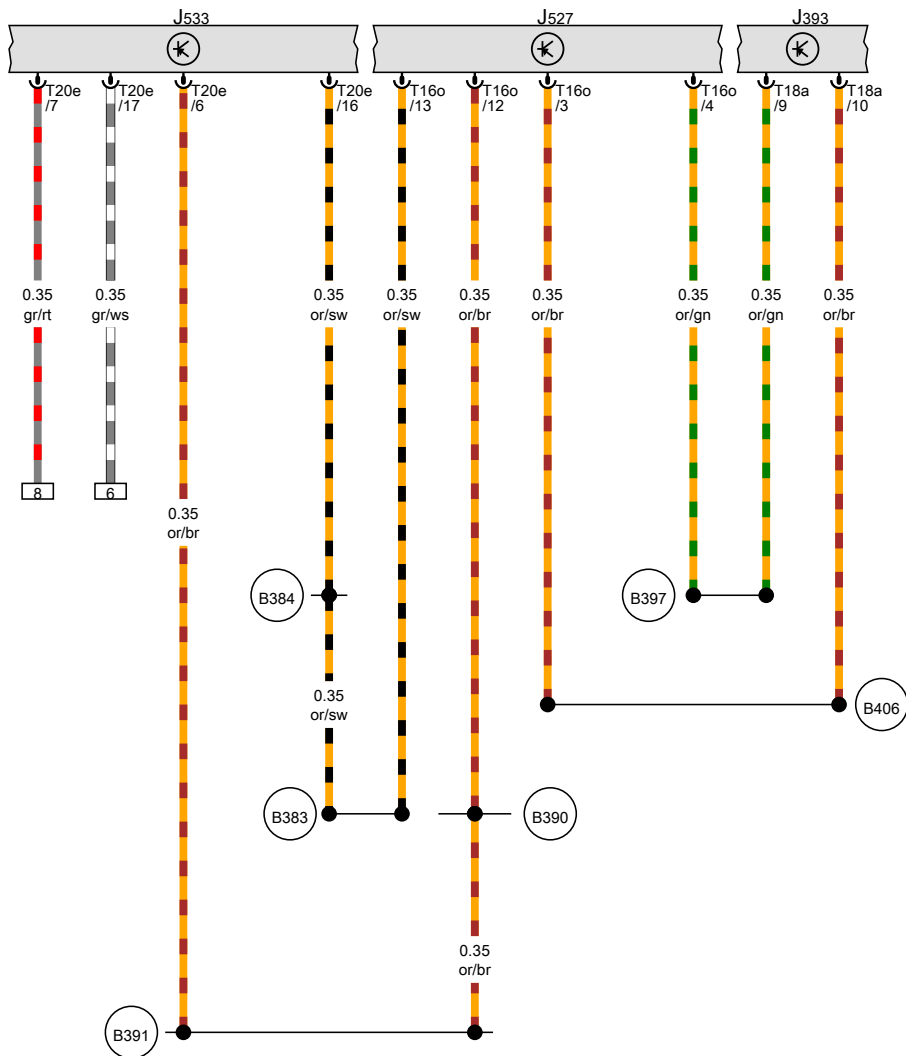 J533
J527
J393
T20e
/7
T20e
/17
T20e
/6
T20e
/16
T16o
/13
T16o
/12
T16o
/3
T16o
/4
T18a
/9
T18a
/10
0.35
gr/rt
0.35
gr/ws
0.35
or/sw
0.35
or/sw
0.35
or/br
0.35
or/br
0.35
or/gn
0.35
or/gn
0.35
or/br
8
6
0.35
or/br
B384
B397
0.35
or/sw
B406
B383
B390
0.35
or/br
B391